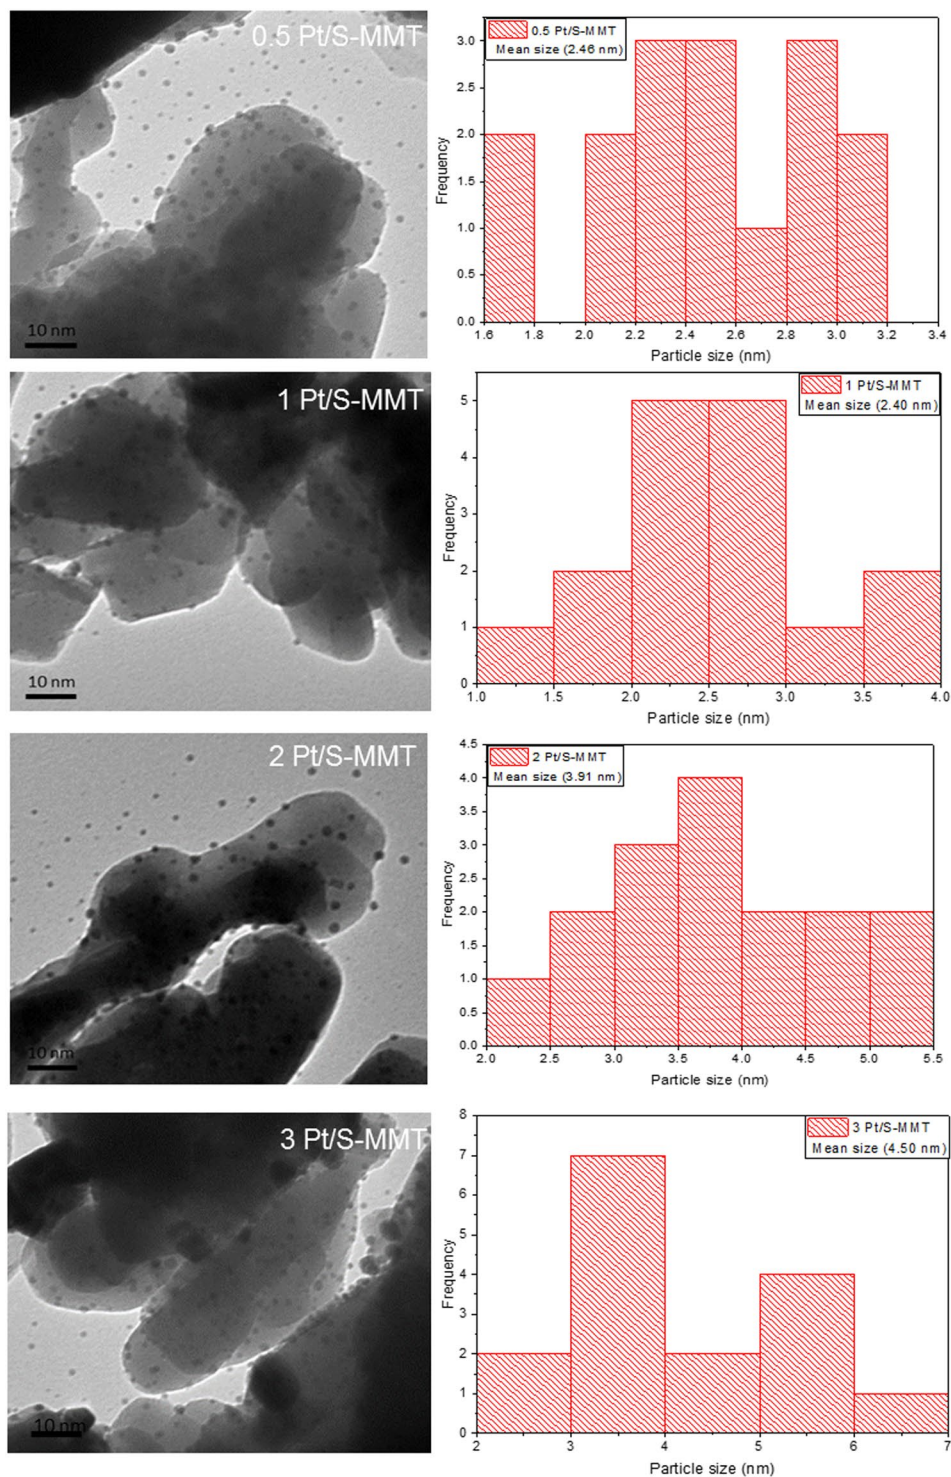 0.5 Pt/S-MMT
10 nm
0.5 Pt/S-MMT
Mean size (2.46 nm)
Frequency
3.0
2.5
2.0
1.5
1.0
0.5
0.0
1.6 1.8 2.0 2.2 2.4 2.6 2.8 3.0 3.2 3.4
Particle size (nm)
1 Pt/S-MMT
10 nm
1 Pt/S-MMT
Mean size (2.40 nm)
Frequency
5
4
3
2
1
0
1.0 1.5 2.0 2.5 3.0 3.5 4.0
Particle size (nm)
2 Pt/S-MMT
10 nm
2 Pt/S-MMT
Mean size (3.91 nm)
Frequency
4.5
4.0
3.5
3.0
2.5
2.0
1.5
1.0
0.5
0.0
2.0 2.5 3.0 3.5 4.0 4.5 5.0 5.5
Particle size (nm)
3 Pt/S-MMT
10 nm
3 Pt/S-MMT
Mean size (4.50 nm)
Frequency
8
7
6
5
4
3
2
1
0
2 3 4 5 6 7
Particle size (nm)